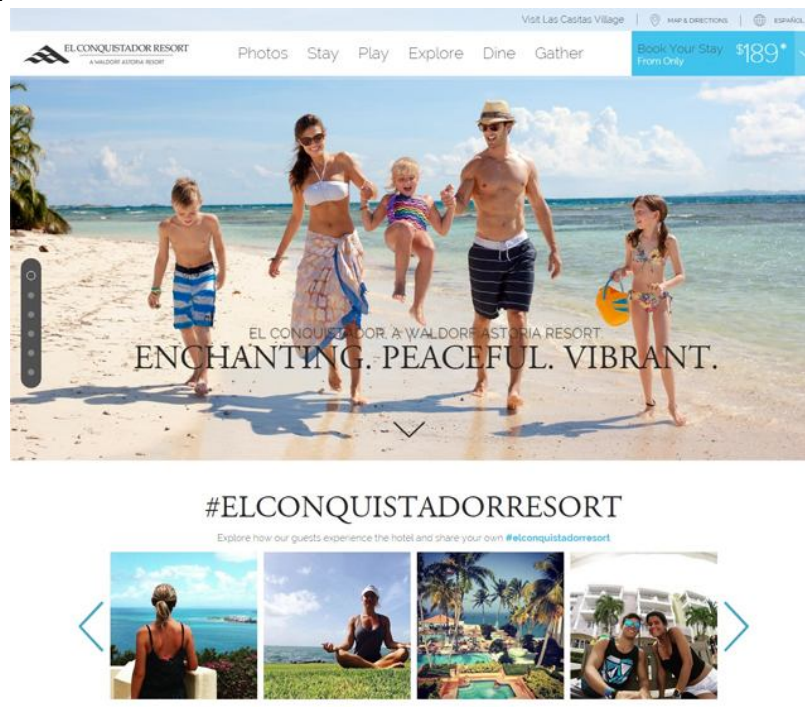 Visit Las Casitas Village
MAP & DIRECTIONS
ESPAÑOL
EL CONQUISTADOR RESORT
A WALDORF ASTORIA RESORT
Photos Stay Play Explore Dine Gather
Book Your Stay
From Only
$189*
EL CONQUISTADOR, A WALDORF ASTORIA RESORT.
ENCHANTING. PEACEFUL. VIBRANT.
#ELCONQUISTADORRESORT
Explore how our guests experience the hotel and share your own #elconquistadorresort